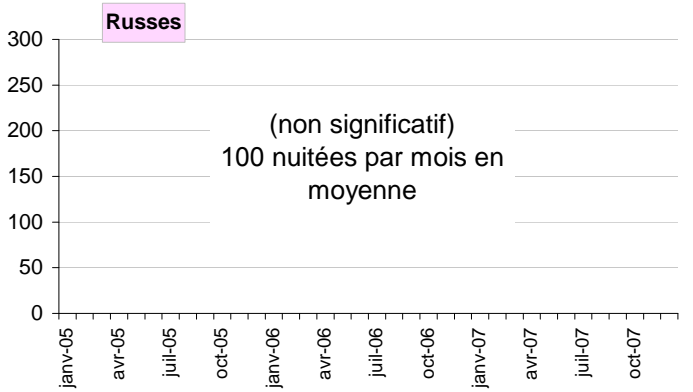 Russes
300
250
200
150
100
50
0
(non significatif)
100 nuitées par mois en
moyenne
janv-05
avr-05
juil-05
oct-05
janv-06
avr-06
juil-06
oct-06
janv-07
avr-07
juil-07
oct-07